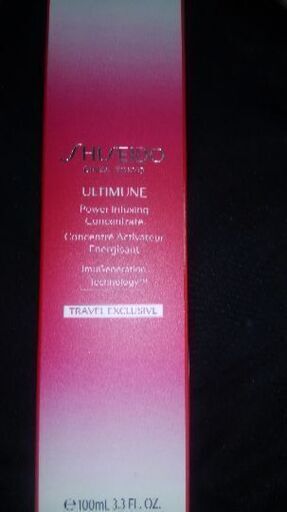 SHISEIDO
GINZA TOKYO
ULTIMUNE
Power Infusing
Concentrate
Concentré Activateur
Energisant
ImuGeneration
Technology™
TRAVEL EXCLUSIVE
℮ 100mL 3.3 FL. OZ.